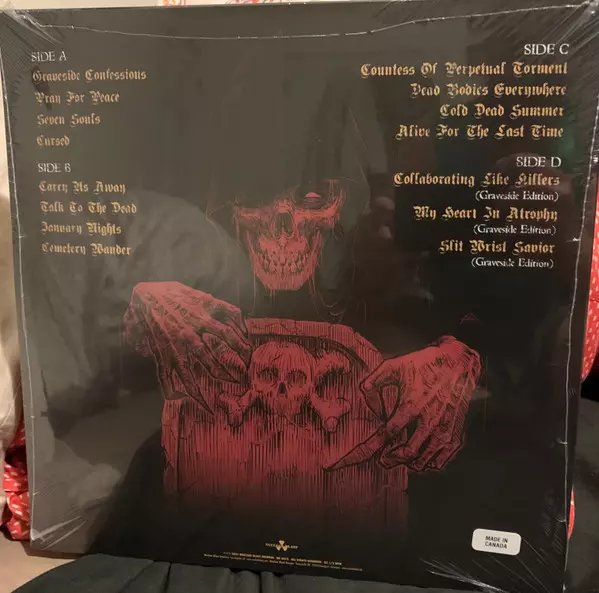 SIDE A
Graveside Confessions
Pray For Peace
Seven Souls
Cursed
SIDE B
Carry Us Away
Talk To The Dead
January Nights
Cemetery Wander
SIDE C
Countess Of Perpetual Torment
Dead Bodies Everywhere
Cold Dead Summer
Alive For The Last Time
SIDE D
Collaborating Like Killers
(Graveside Edition)
My Heart In Atrophy
(Graveside Edition)
Slit Wrist Savior
(Graveside Edition)
MADE IN
CANADA